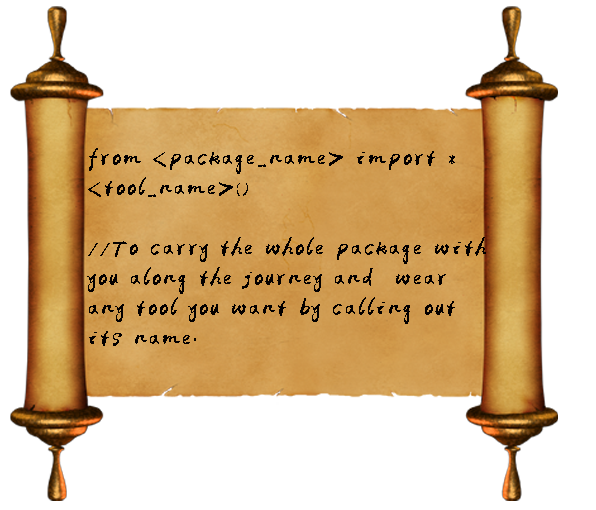 from <package_name> import *
<tool_name>()
//To carry the whole package with
you along the journey and wear
any tool you want by calling out
its name.